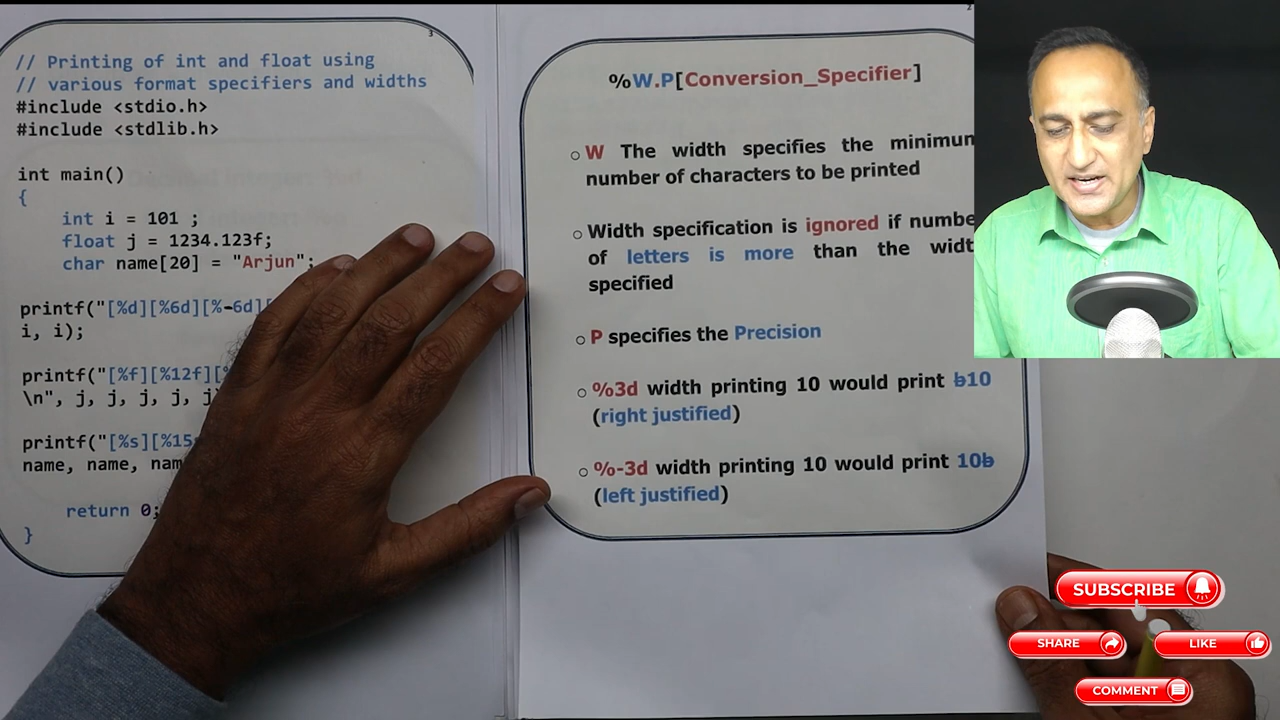 // Printing of int and float using
// various format specifiers and widths
#include <stdio.h>
#include <stdlib.h>
int main()
{
int i = 101 ;
float j = 1234.123f;
char name[20] = "Arjun";
printf("[%d][%6d][%-6d][
i, i);
printf("[%f][%12f][
\n", j, j, j, j, j
printf("[%s][%15
name, name, nam
return 0;
}
3
%W.P[Conversion_Specifier]
W The width specifies the minimum
number of characters to be printed
Width specification is ignored if numbe
of letters is more than the widt
specified
P specifies the Precision
%3d width printing 10 would print b10
(right justified)
%-3d width printing 10 would print 10b
(left justified)
SUBSCRIBE
SHARE
LIKE
COMMENT